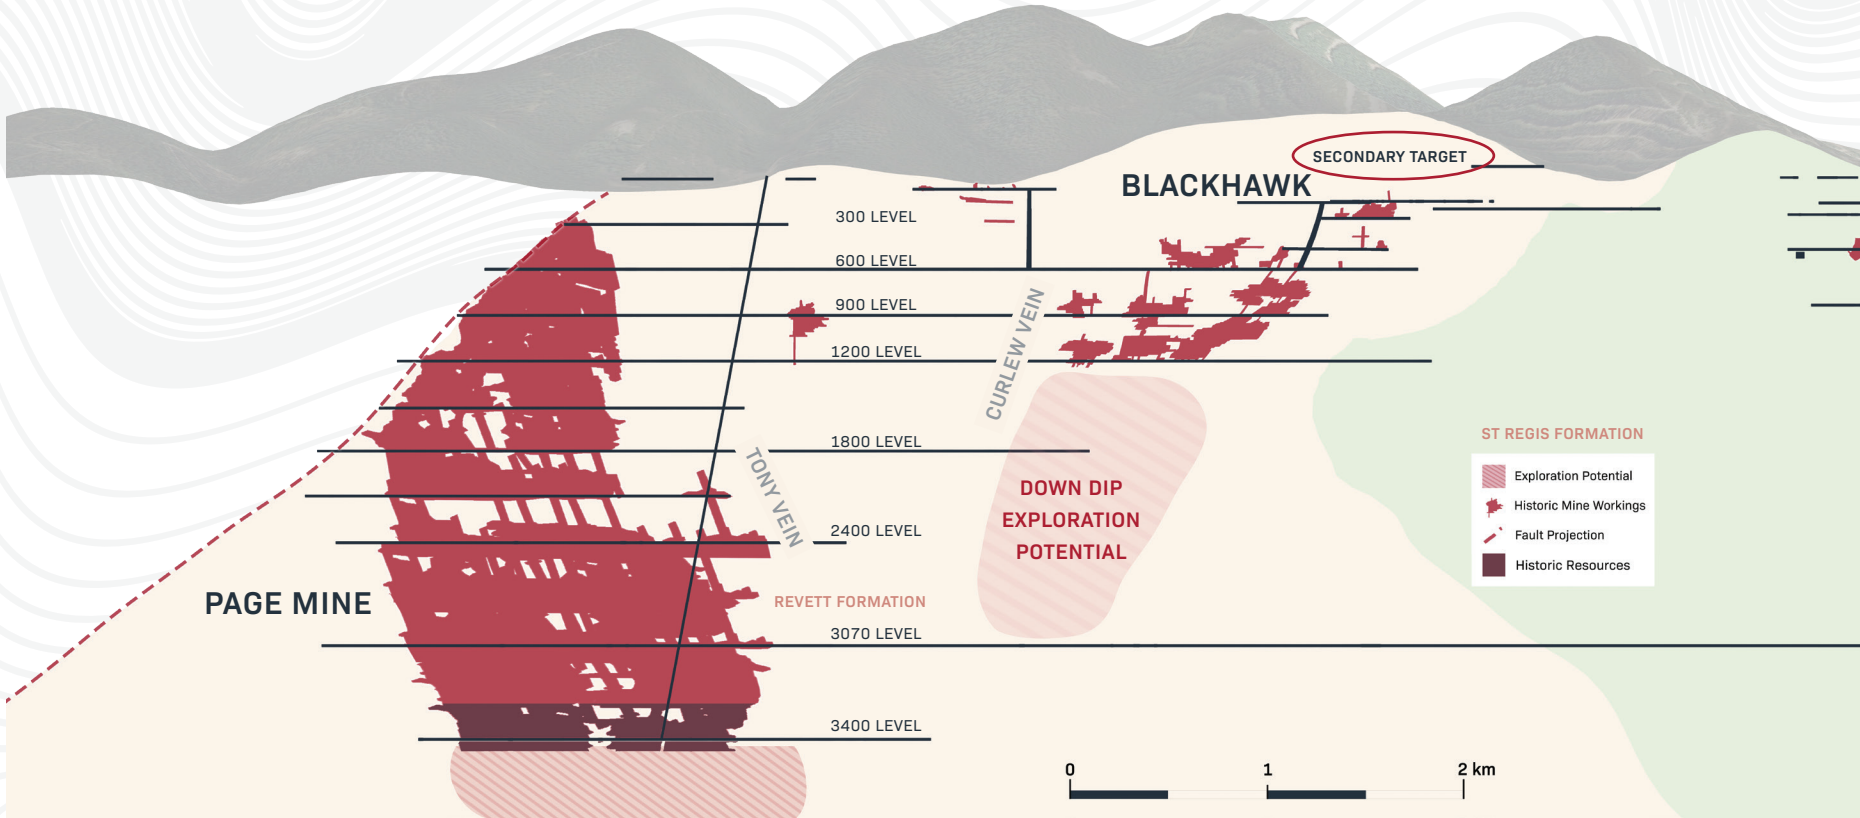 SECONDARY TARGET
BLACKHAWK
300 LEVEL
600 LEVEL
900 LEVEL
1200 LEVEL
CURLEW VEIN
1800 LEVEL
TONY VEIN
2400 LEVEL
DOWN DIP
EXPLORATION
POTENTIAL
PAGE MINE
REVETT FORMATION
3070 LEVEL
3400 LEVEL
ST REGIS FORMATION
Exploration Potential
Historic Mine Workings
Fault Projection
Historic Resources
0 1 2 km